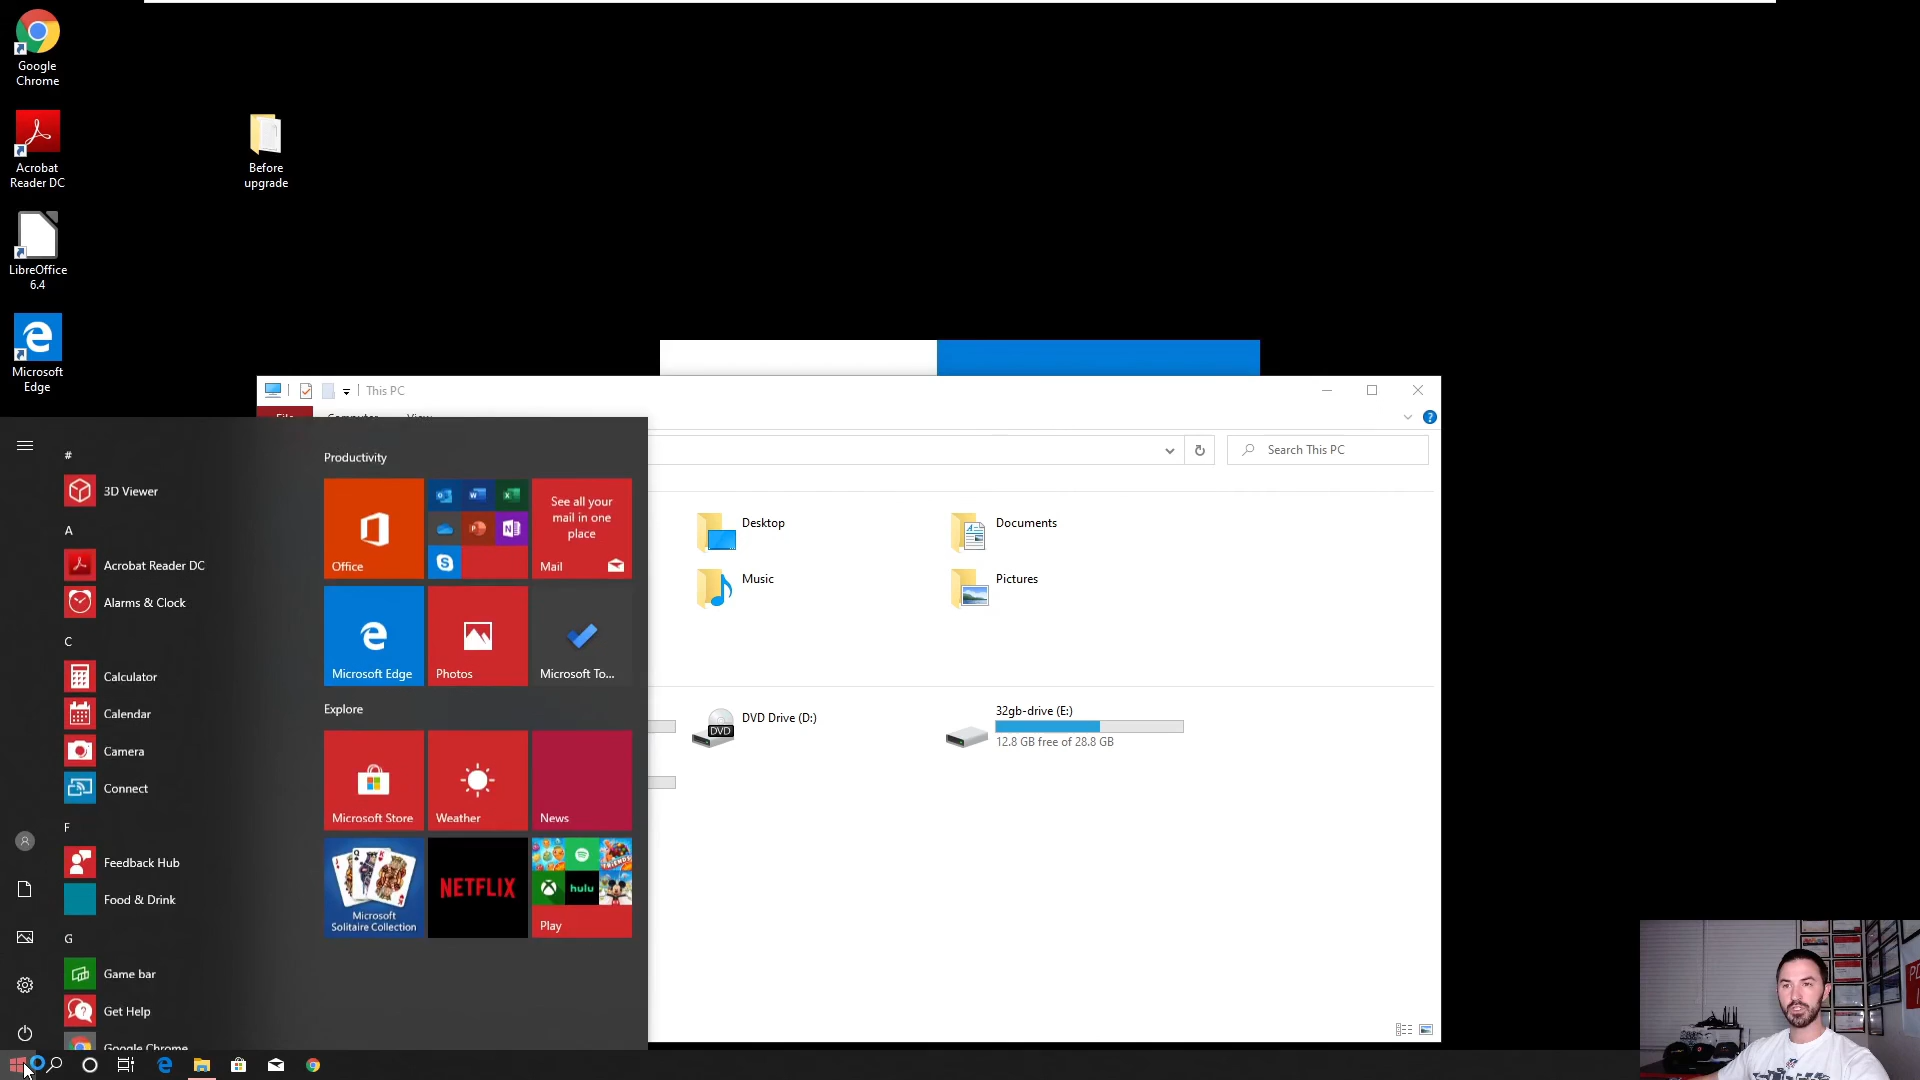 Google
Chrome
Acrobat
Reader DC
LibreOffice
6.4
Microsoft
Edge
Before
upgrade
This PC
File
Computer
View
Search This PC
#
3D Viewer
A
Acrobat Reader DC
Alarms & Clock
C
Calculator
Calendar
Camera
Connect
F
Feedback Hub
Food & Drink
G
Game bar
Get Help
Google Chrome
Productivity
Office
See all your
mail in one
place
Mail
Microsoft Edge
Photos
Microsoft To...
Explore
Microsoft Store
Weather
News
Microsoft
Solitaire Collection
NETFLIX
hulu
Play
Desktop
Documents
Music
Pictures
DVD
DVD Drive (D:)
32gb-drive (E:)
12.8 GB free of 28.8 GB